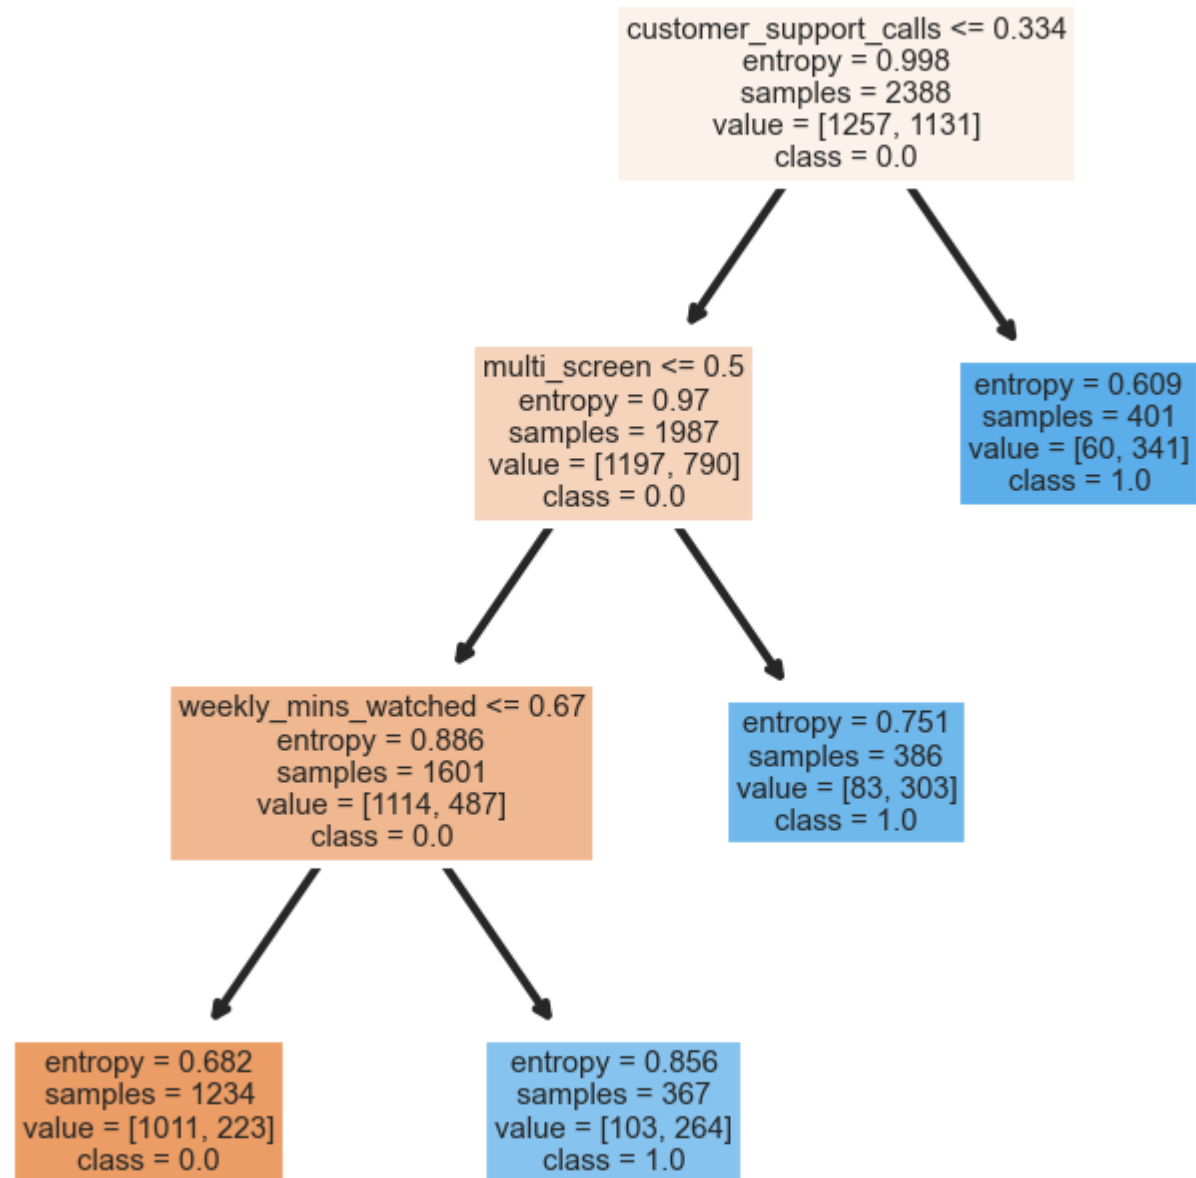 customer_support_calls <= 0.334
entropy = 0.998
samples = 2388
value = [1257, 1131]
class = 0.0
multi_screen <= 0.5
entropy = 0.97
samples = 1987
value = [1197, 790]
class = 0.0
entropy = 0.609
samples = 401
value = [60, 341]
class = 1.0
weekly_mins_watched <= 0.67
entropy = 0.886
samples = 1601
value = [1114, 487]
class = 0.0
entropy = 0.751
samples = 386
value = [83, 303]
class = 1.0
entropy = 0.682
samples = 1234
value = [1011, 223]
class = 0.0
entropy = 0.856
samples = 367
value = [103, 264]
class = 1.0